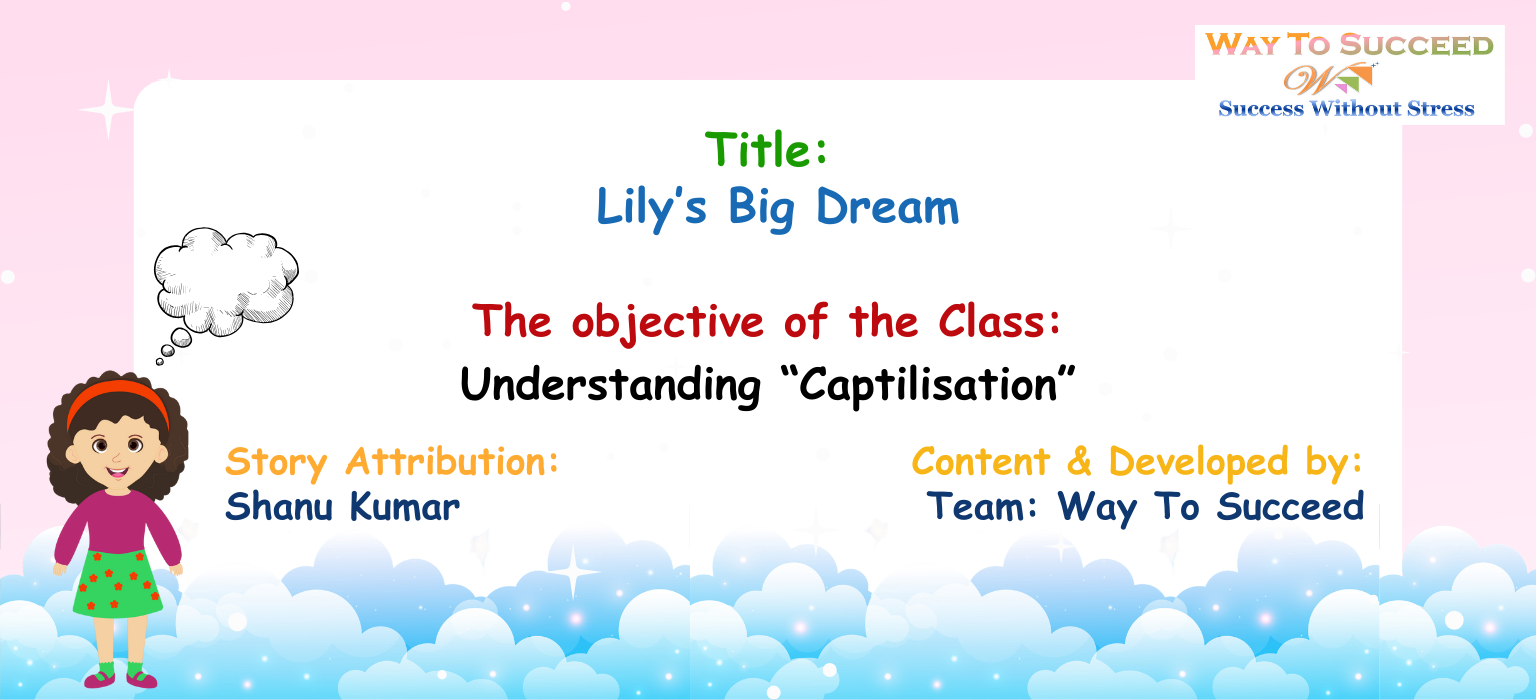 WAY TO SUCCEED
W
Success Without Stress
Title:
Lily's Big Dream
The objective of the Class:
Understanding “Captilisation”
Story Attribution:
Shanu Kumar
Content & Developed by:
Team: Way To Succeed